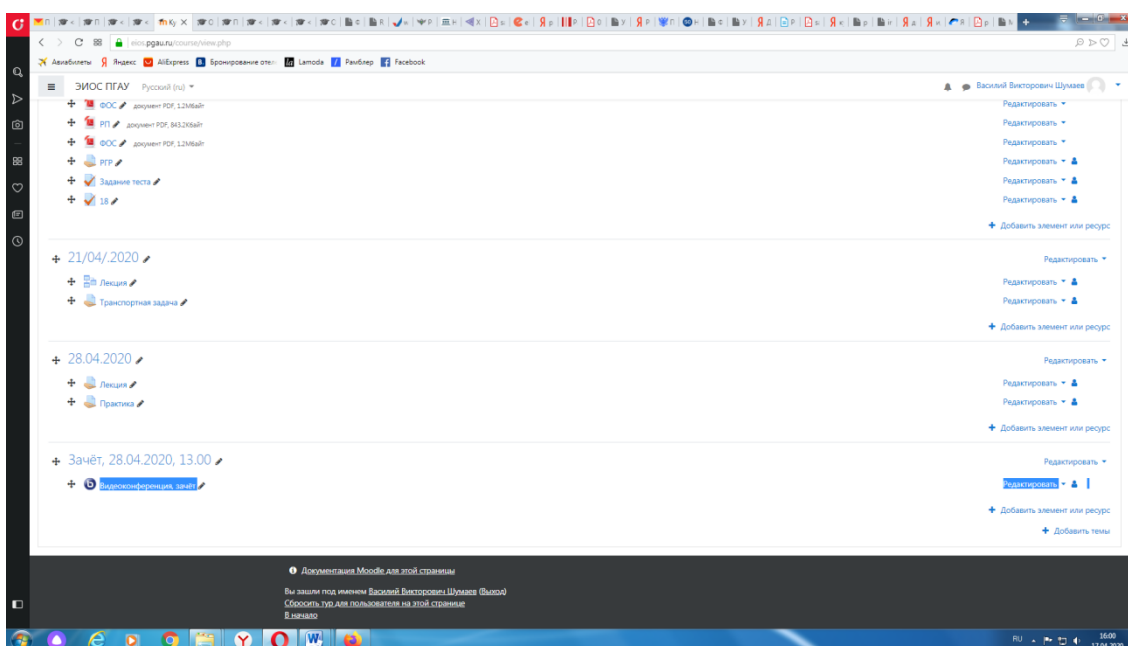 eios.pgau.ru/course/view.php
Авиабилеты Яндекс AliExpress Бронирование отел Lamoda Рамблер Facebook
ЭИОС ПГАУ Русский (ru) Василий Викторович Шумаев
ФОС документ PDF, 1.2Мбайт Редактировать
РП документ PDF, 843.2Кбайт Редактировать
ФОС документ PDF, 1.2Мбайт Редактировать
РГР Редактировать
Задание теста Редактировать
18 Редактировать
Добавить элемент или ресурс
21/04/.2020 Редактировать
Лекция Редактировать
Транспортная задача Редактировать
Добавить элемент или ресурс
28.04.2020 Редактировать
Лекция Редактировать
Практика Редактировать
Добавить элемент или ресурс
Зачёт, 28.04.2020, 13.00 Редактировать
Видеоконференция, зачёт Редактировать
Добавить элемент или ресурс
Добавить темы
Документация Moodle для этой страницы
Вы зашли под именем Василий Викторович Шумаев (Выход)
Сбросить тур для пользователя на этой странице
В начало
RU 16:00
17.04.2020